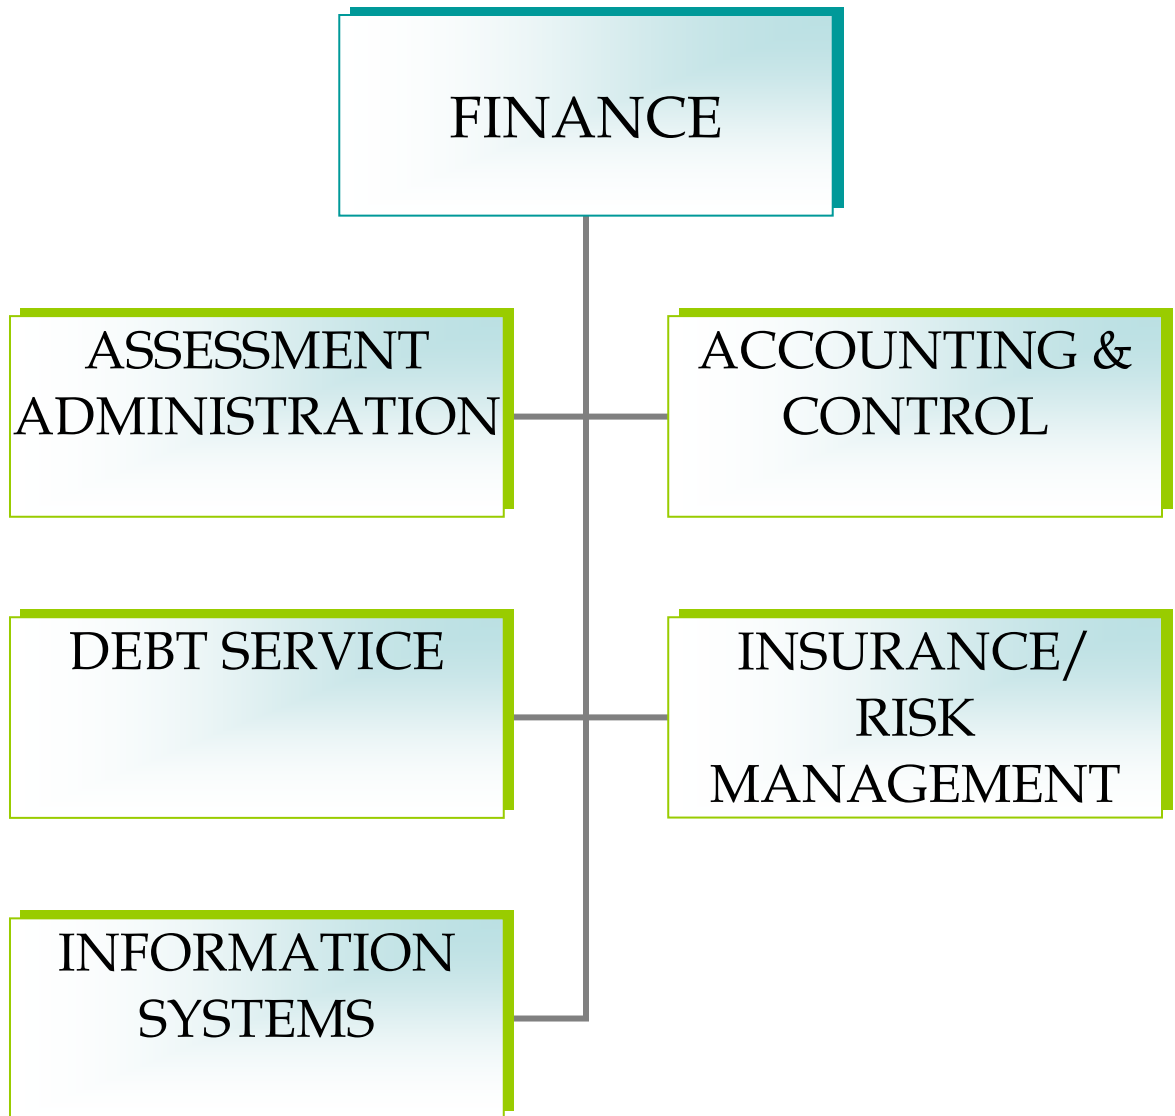 FINANCE
ASSESSMENT
ADMINISTRATION
ACCOUNTING &
CONTROL
DEBT SERVICE
INSURANCE/
RISK
MANAGEMENT
INFORMATION
SYSTEMS